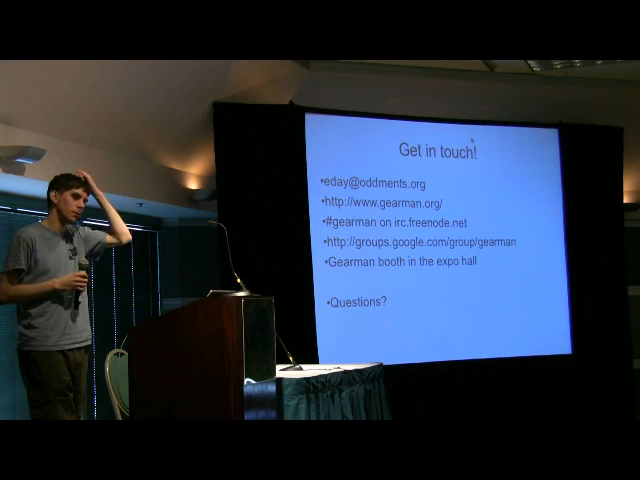 Get in touch!
•eday@oddments.org
•http://www.gearman.org/
•#gearman on irc.freenode.net
•http://groups.google.com/group/gearman
•Gearman booth in the expo hall
•Questions?